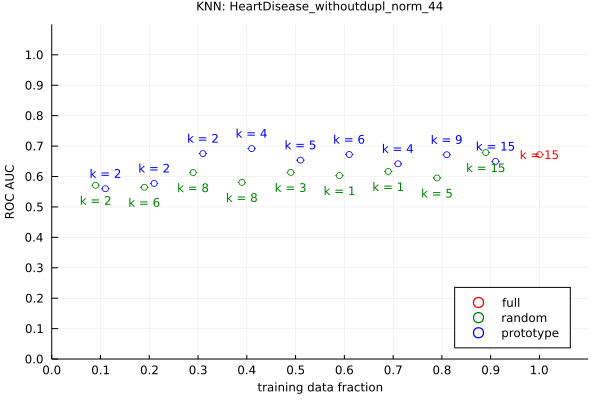 KNN: HeartDisease_withoutdupl_norm_44
ROC AUC
1.0
0.9
0.8
0.7
0.6
0.5
0.4
0.3
0.2
0.1
0.0
k = 2
k = 2
k = 2
k = 4
k = 5
k = 6
k = 4
k = 9
k = 15
k = 15
k = 2
k = 6
k = 8
k = 8
k = 3
k = 1
k = 1
k = 5
k = 15
full
random
prototype
0.0 0.1 0.2 0.3 0.4 0.5 0.6 0.7 0.8 0.9 1.0
training data fraction